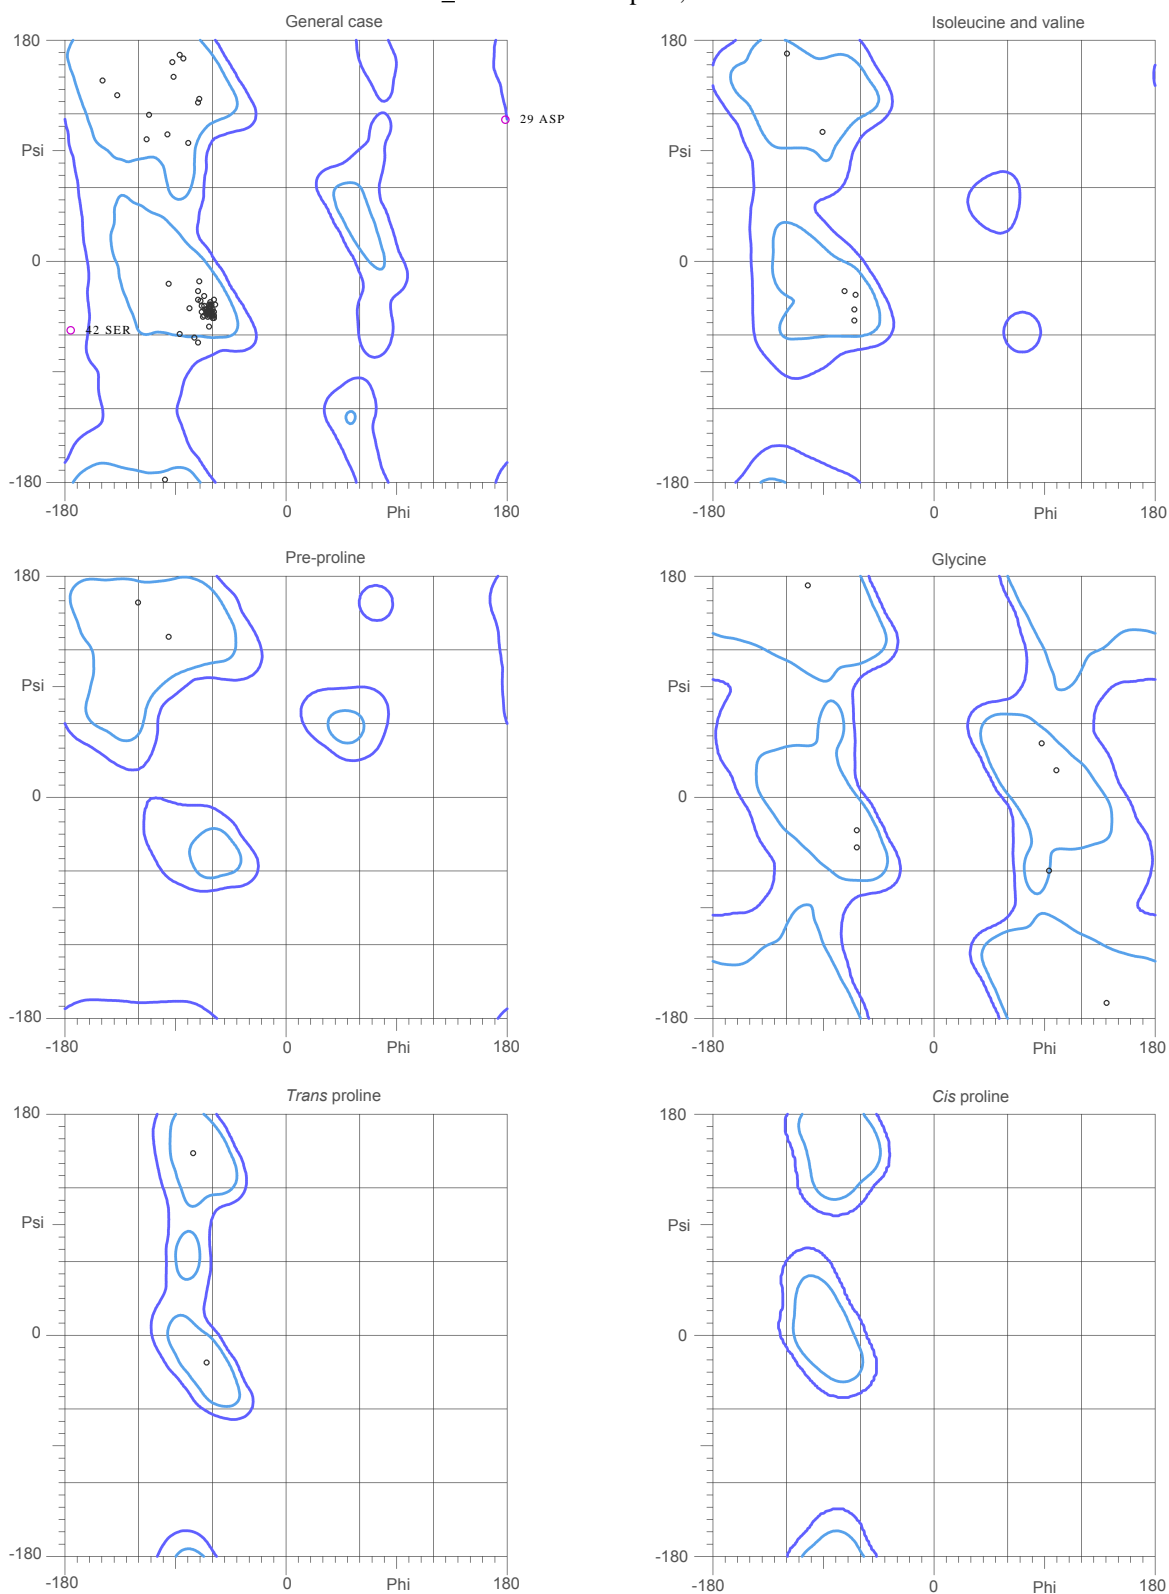 General case
Isoleucine and valine
180
180
29 ASP
Psi
Psi
0
0
42 SER
-180
-180
-180
0
Phi
180
-180
0
Phi
180
Pre-proline
Glycine
180
180
Psi
Psi
0
0
-180
-180
-180
0
Phi
180
-180
0
Phi
180
Trans proline
Cis proline
180
180
Psi
Psi
0
0
-180
-180
-180
0
Phi
180
-180
0
Phi
180